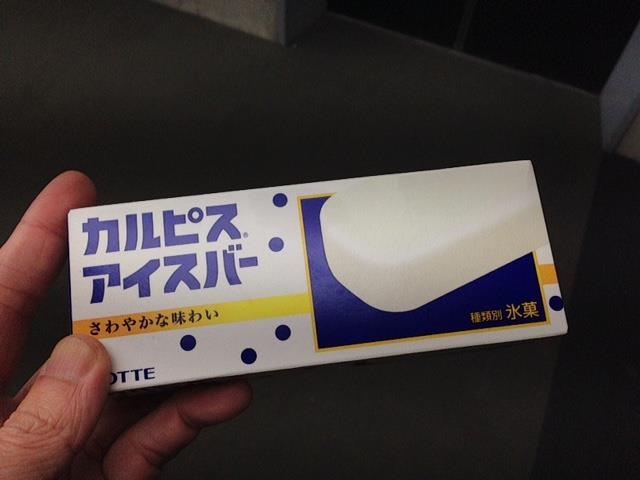 カルピス®
アイスバー
さわやかな味わい
種類別 氷菓
OTTE